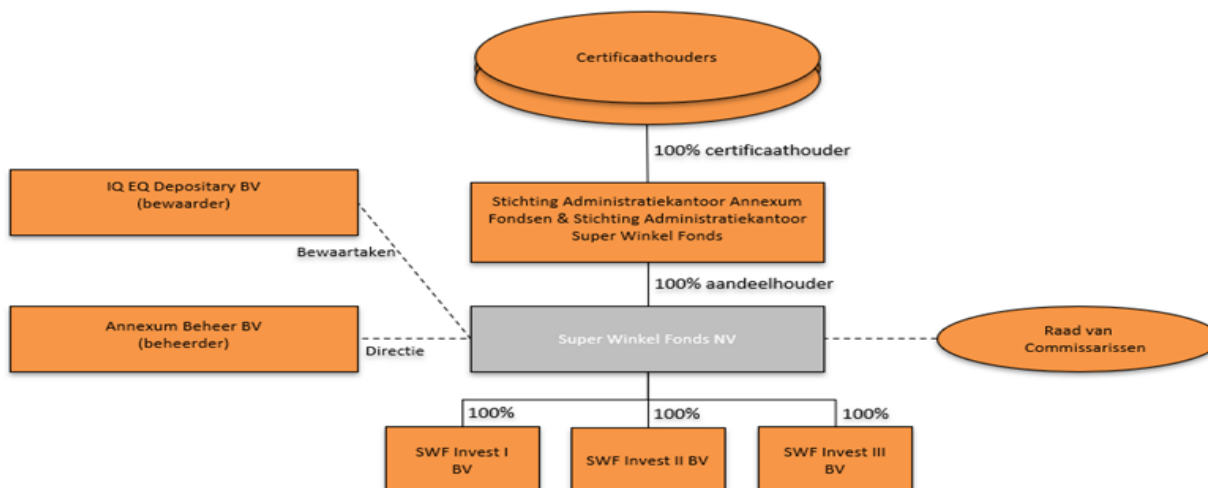 Certificaathouders
100% certificaathouder
IQ EQ Depositary BV
(bewaarder)
Stichting Administratiekantoor Annexum
Fondsen & Stichting Administratiekantoor
Super Winkel Fonds
Bewaartaken
100% aandeelhouder
Annexum Beheer BV
(beheerder)
Directie
Super Winkel Fonds NV
Raad van
Commissarissen
100%
100%
100%
SWF Invest I
BV
SWF Invest II BV
SWF Invest III
BV